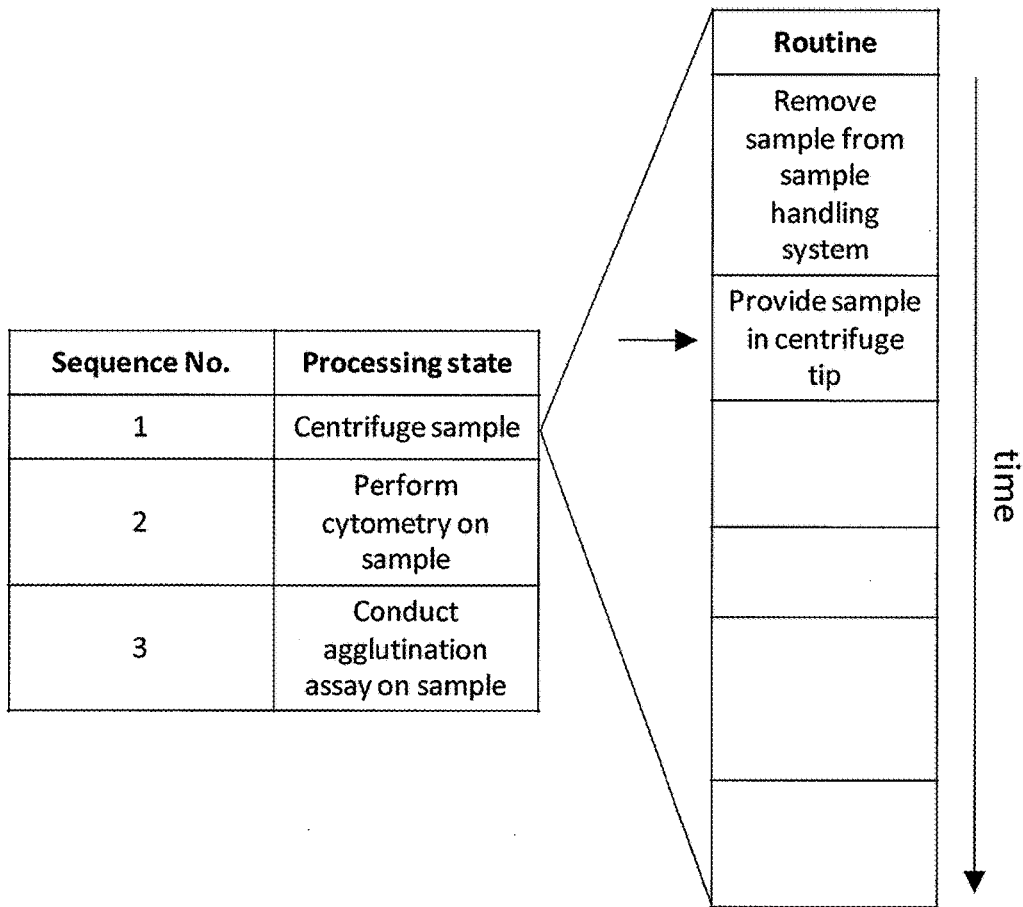 Routine
Remove
sample from
sample
handling
system
Provide sample
in centrifuge
tip
Sequence No. Processing state
1 Centrifuge sample
2 Perform
cytometry on
sample
3 Conduct
agglutination
assay on sample
time